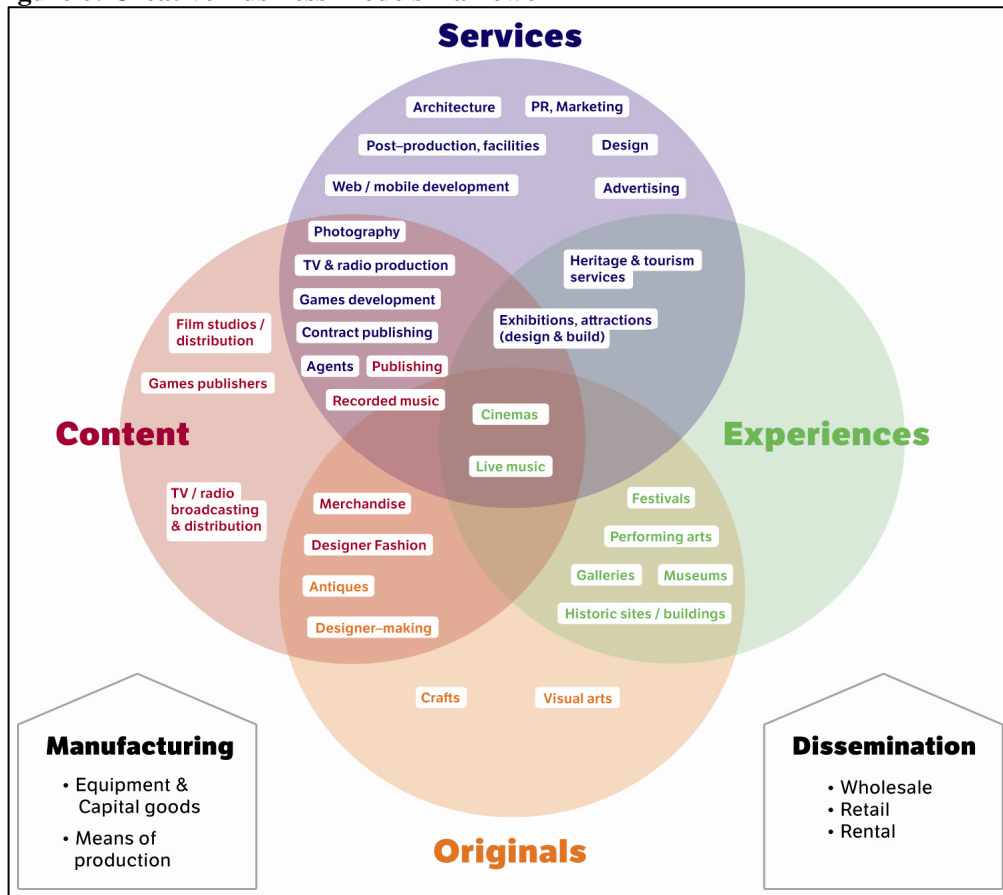 Services
Architecture
PR, Marketing
Post–production, facilities
Design
Web / mobile development
Advertising
Photography
TV & radio production
Heritage & tourism
services
Games development
Film studios /
distribution
Contract publishing
Exhibitions, attractions
(design & build)
Agents
Publishing
Games publishers
Recorded music
Cinemas
Content
Experiences
Live music
TV / radio
broadcasting
& distribution
Merchandise
Festivals
Designer Fashion
Performing arts
Antiques
Galleries
Museums
Designer–making
Historic sites / buildings
Crafts
Visual arts
Manufacturing
• Equipment &
Capital goods
• Means of
production
Dissemination
• Wholesale
• Retail
• Rental
Originals